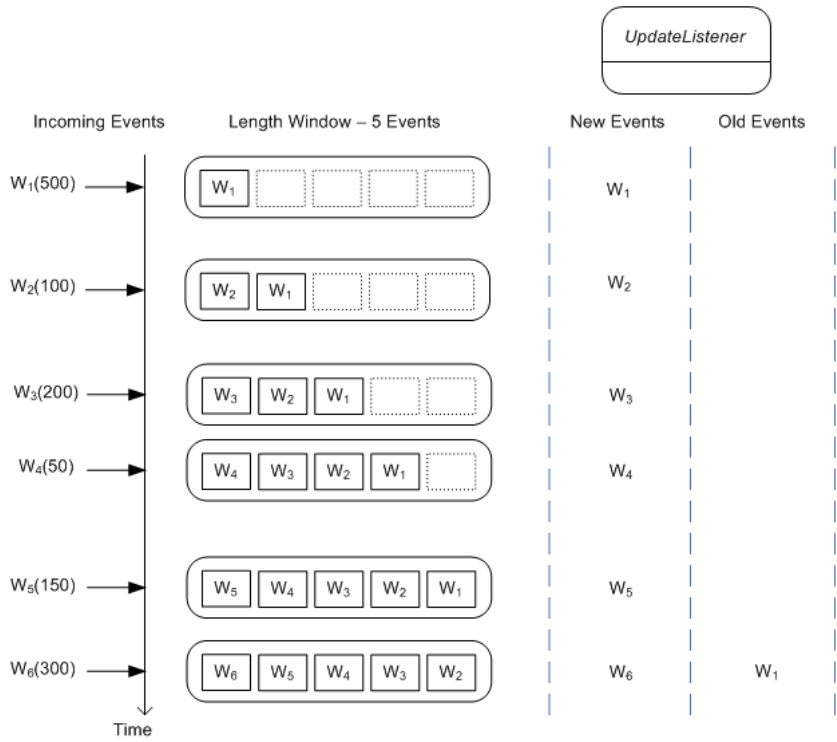 UpdateListener
Incoming Events Length Window – 5 Events New Events Old Events
W₁(500) W₁ W₁
W₂(100) W₂ W₁ W₂
W₃(200) W₃ W₂ W₁ W₃
W₄(50) W₄ W₃ W₂ W₁ W₄
W₅(150) W₅ W₄ W₃ W₂ W₁ W₅
W₆(300) W₆ W₅ W₄ W₃ W₂ W₆ W₁
Time